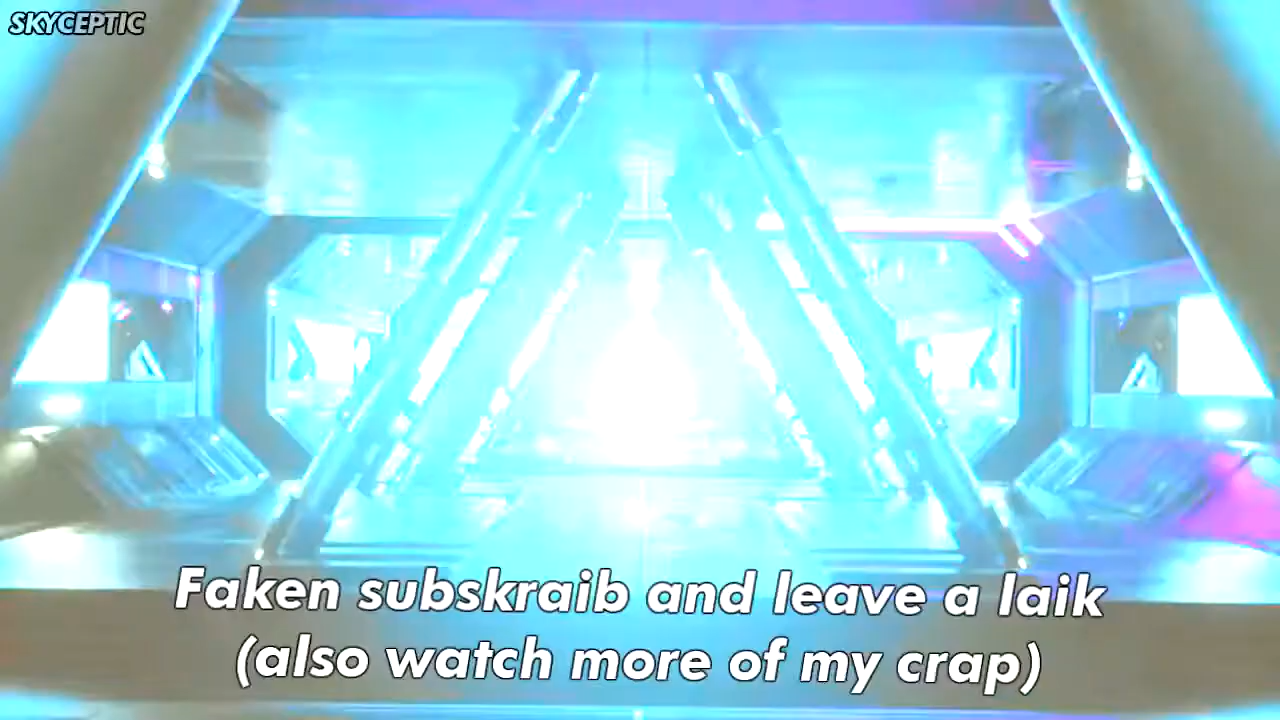 SKYCEPTIC
Faken subskraib and leave a laik
(also watch more of my crap)